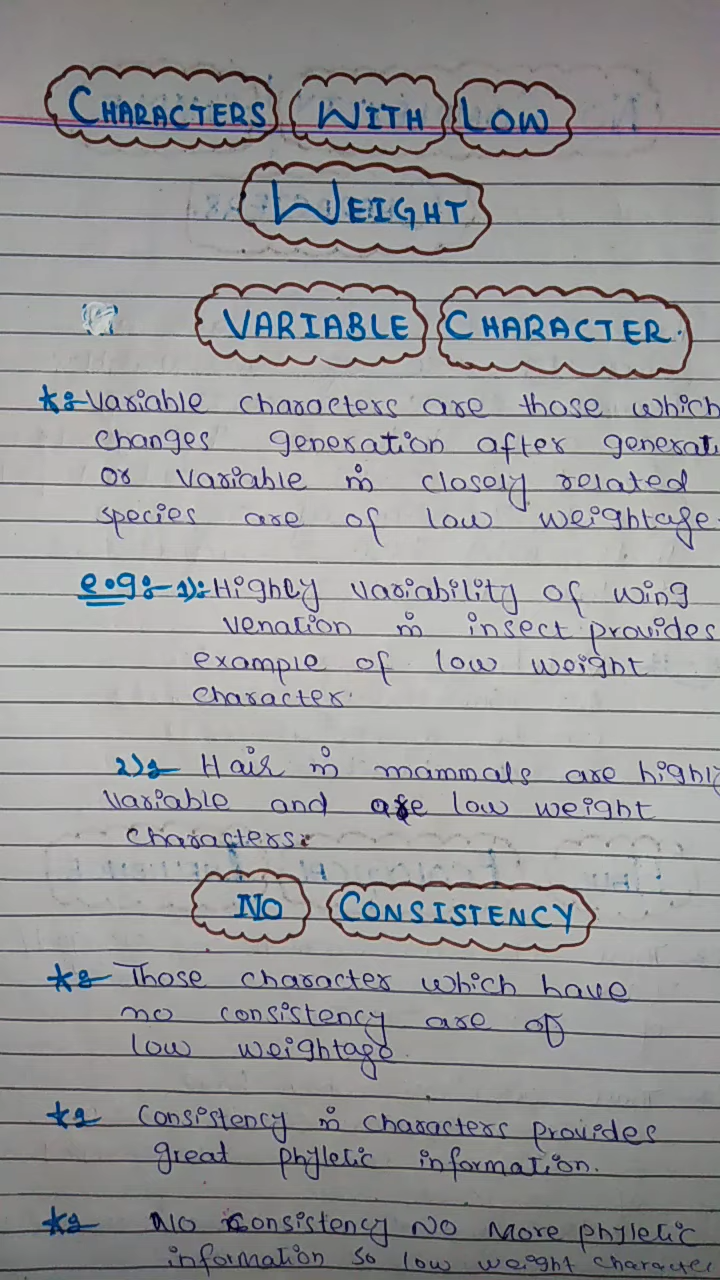 CHARACTERS WITH LOW
WEIGHT
VARIABLE CHARACTER.
*:- Variable characters are those which
changes generation after generati
or variable in closely related
species are of low weightage.
e.g:- 1):- Highly variability of wing
venation in insect provides
example of low weight
character.
2):- Hair in mammals are highly
variable and are low weight
characters:
NO CONSISTENCY
*:- Those character which have
no consistency are of
low weightage.
*:- Consistency in characters provides
great phyletic information.
*:- No consistency No More phyletic
information so low weight character